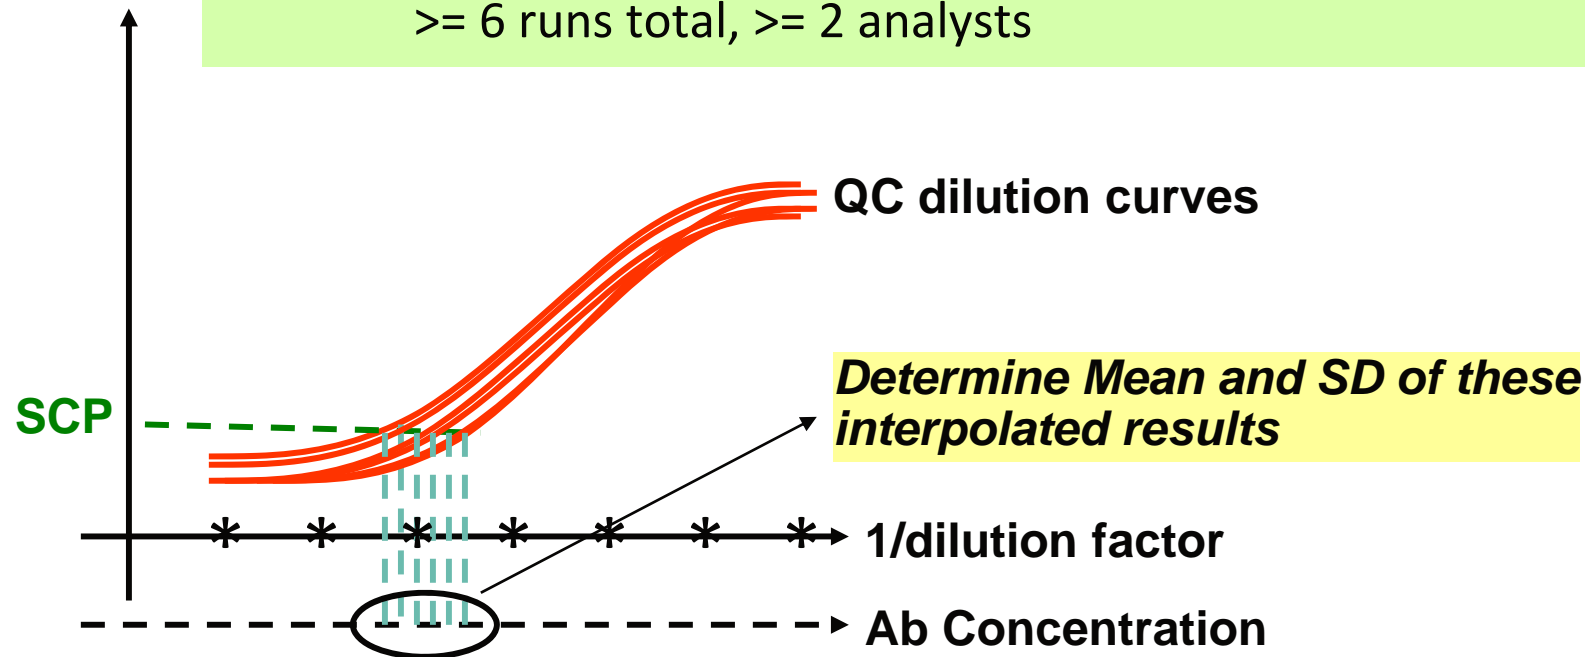 >= 6 runs total, >= 2 analysts
QC dilution curves
Determine Mean and SD of these
interpolated results
SCP
* * * * * * *
1/dilution factor
Ab Concentration